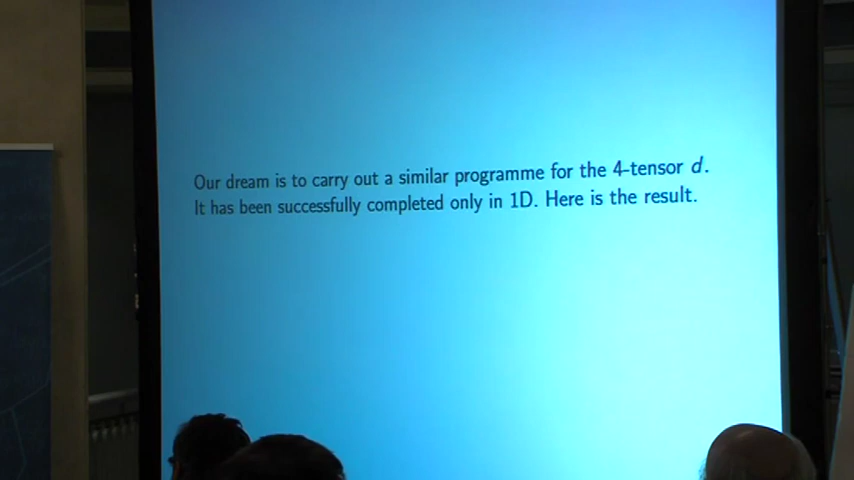 Our dream is to carry out a similar programme for the 4-tensor d.
It has been successfully completed only in 1D. Here is the result.